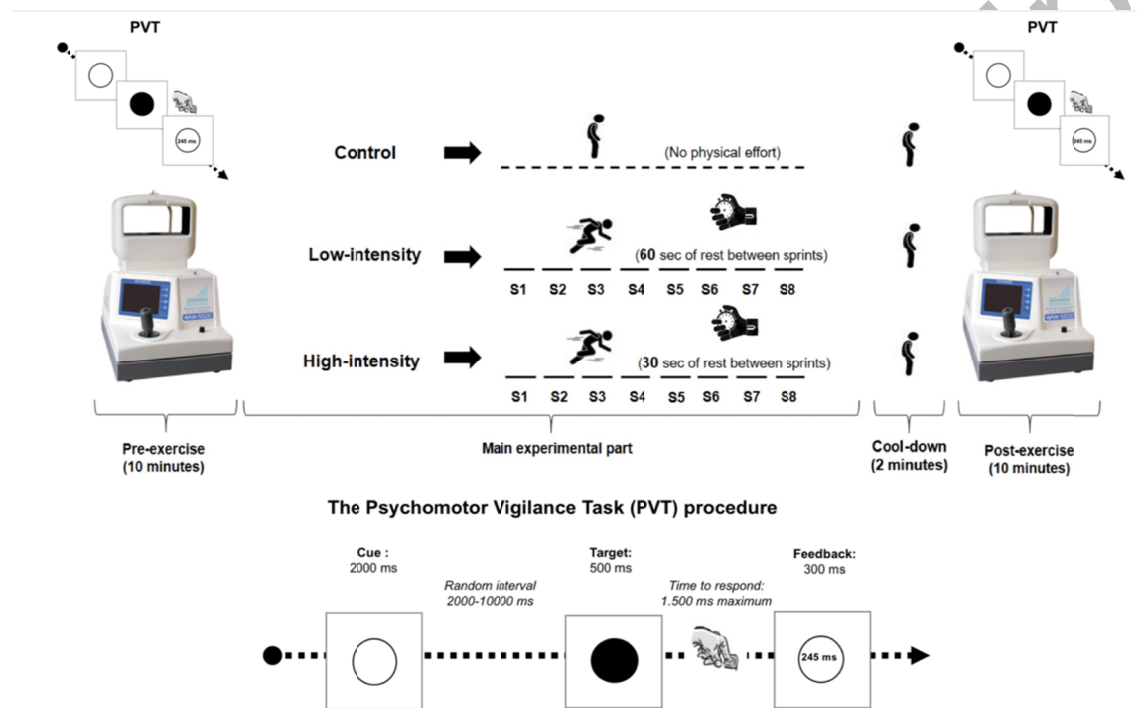 PVT
PVT
245 ms
245 ms
Control
(No physical effort)
Low-intensity
(60 sec of rest between sprints)
S1 S2 S3 S4 S5 S6 S7 S8
High-intensity
(30 sec of rest between sprints)
S1 S2 S3 S4 S5 S6 S7 S8
Pre-exercise
(10 minutes)
Main experimental part
Cool-down
(2 minutes)
Post-exercise
(10 minutes)
The Psychomotor Vigilance Task (PVT) procedure
Cue :
2000 ms
Random interval
2000-10000 ms
Target:
500 ms
Time to respond:
1.500 ms maximum
Feedback:
300 ms
245 ms